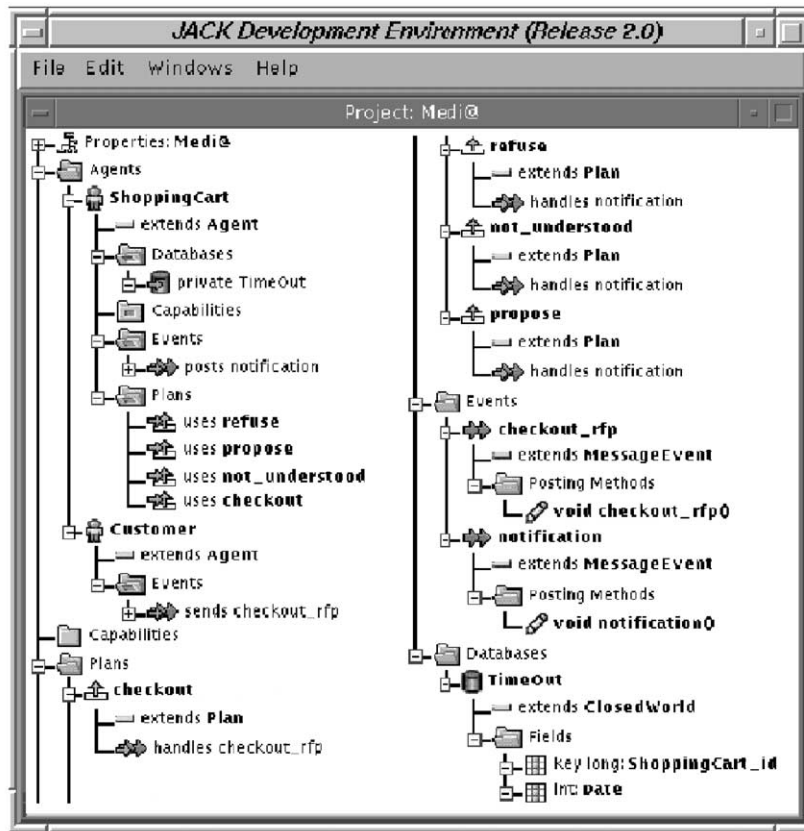 JACK Development Environment (Release 2.0)
File Edit Windows Help
Project: Medi@
Properties: Medi@
Agents
ShoppingCart
extends Agent
Databases
private TimeOut
Capabilities
Events
posts notification
Plans
uses refuse
uses propose
uses not_understood
uses checkout
Customer
extends Agent
Events
sends checkout_rfp
Capabilities
Plans
checkout
extends Plan
handles checkout_rfp
refuse
extends Plan
handles notification
not_understood
extends Plan
handles notification
propose
extends Plan
handles notification
Events
checkout_rfp
extends MessageEvent
Posting Methods
void checkout_rfp()
notification
extends MessageEvent
Posting Methods
void notification()
Databases
TimeOut
extends ClosedWorld
Fields
Key long: ShoppingCart_id
Int: Date